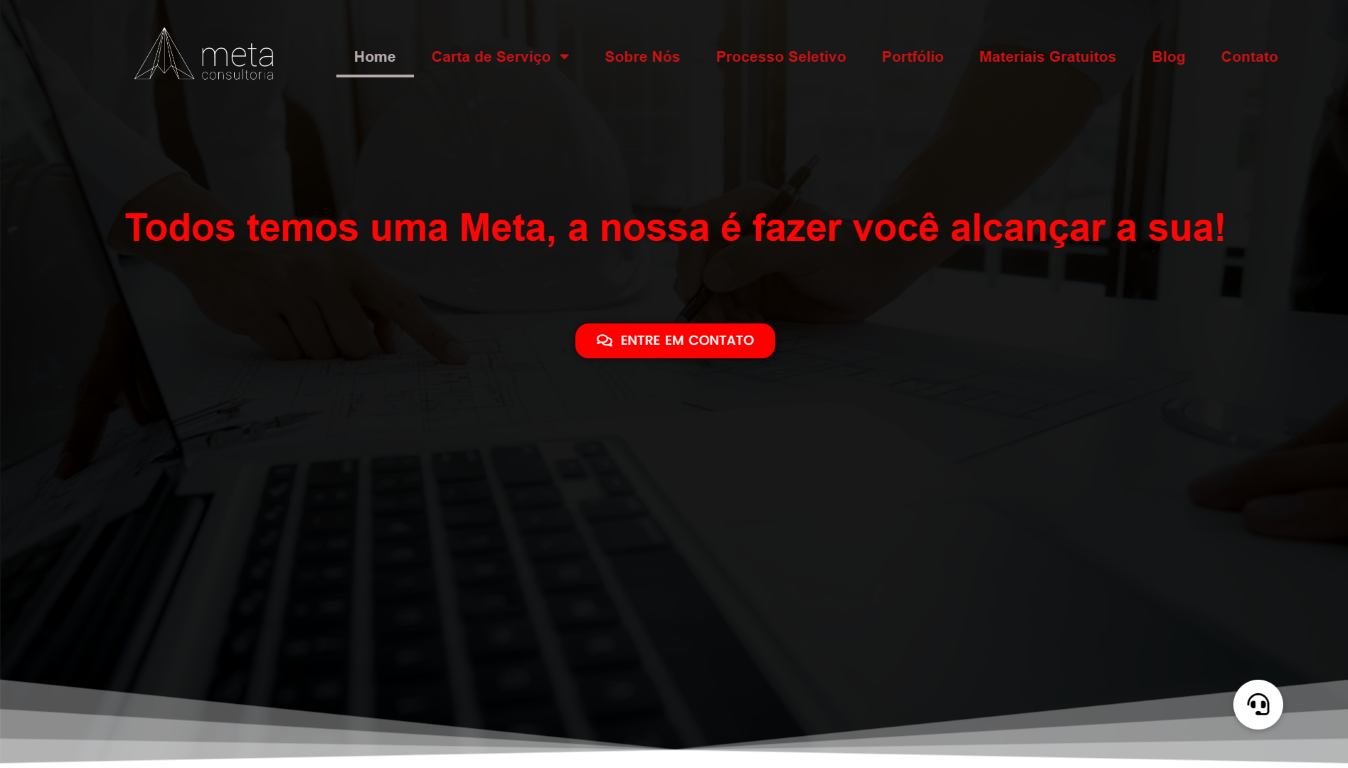 meta
consultoria
Home
Carta de Serviço
Sobre Nós
Processo Seletivo
Portfólio
Materiais Gratuitos
Blog
Contato
Todos temos uma Meta, a nossa é fazer você alcançar a sua!
ENTRE EM CONTATO